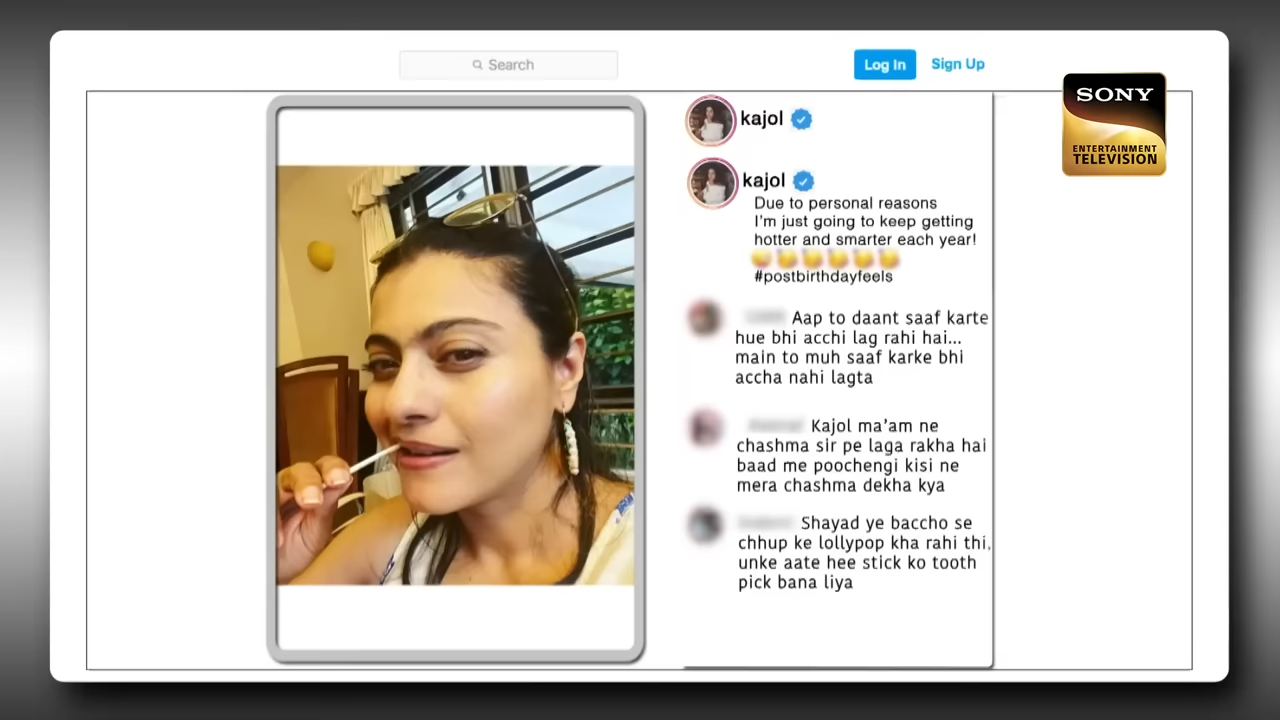 Search
Log In
Sign Up
SONY
ENTERTAINMENT
TELEVISION
kajol
kajol
Due to personal reasons
I'm just going to keep getting
hotter and smarter each year!
#postbirthdayfeels
Aap to daant saaf karte
hue bhi acchi lag rahi hai...
main to muh saaf karke bhi
accha nahi lagta
Kajol ma'am ne
chashma sir pe laga rakha hai
baad me poochengi kisi ne
mera chashma dekha kya
Shayad ye baccho se
chhup ke lollypop kha rahi thi,
unke aate hee stick ko tooth
pick bana liya